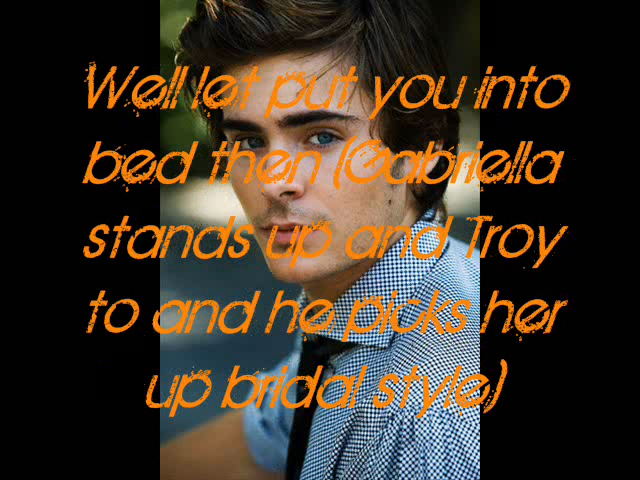 Well let put you into
bed then (Gabriella
stands up and Troy
to and he picks her
up bridal style)